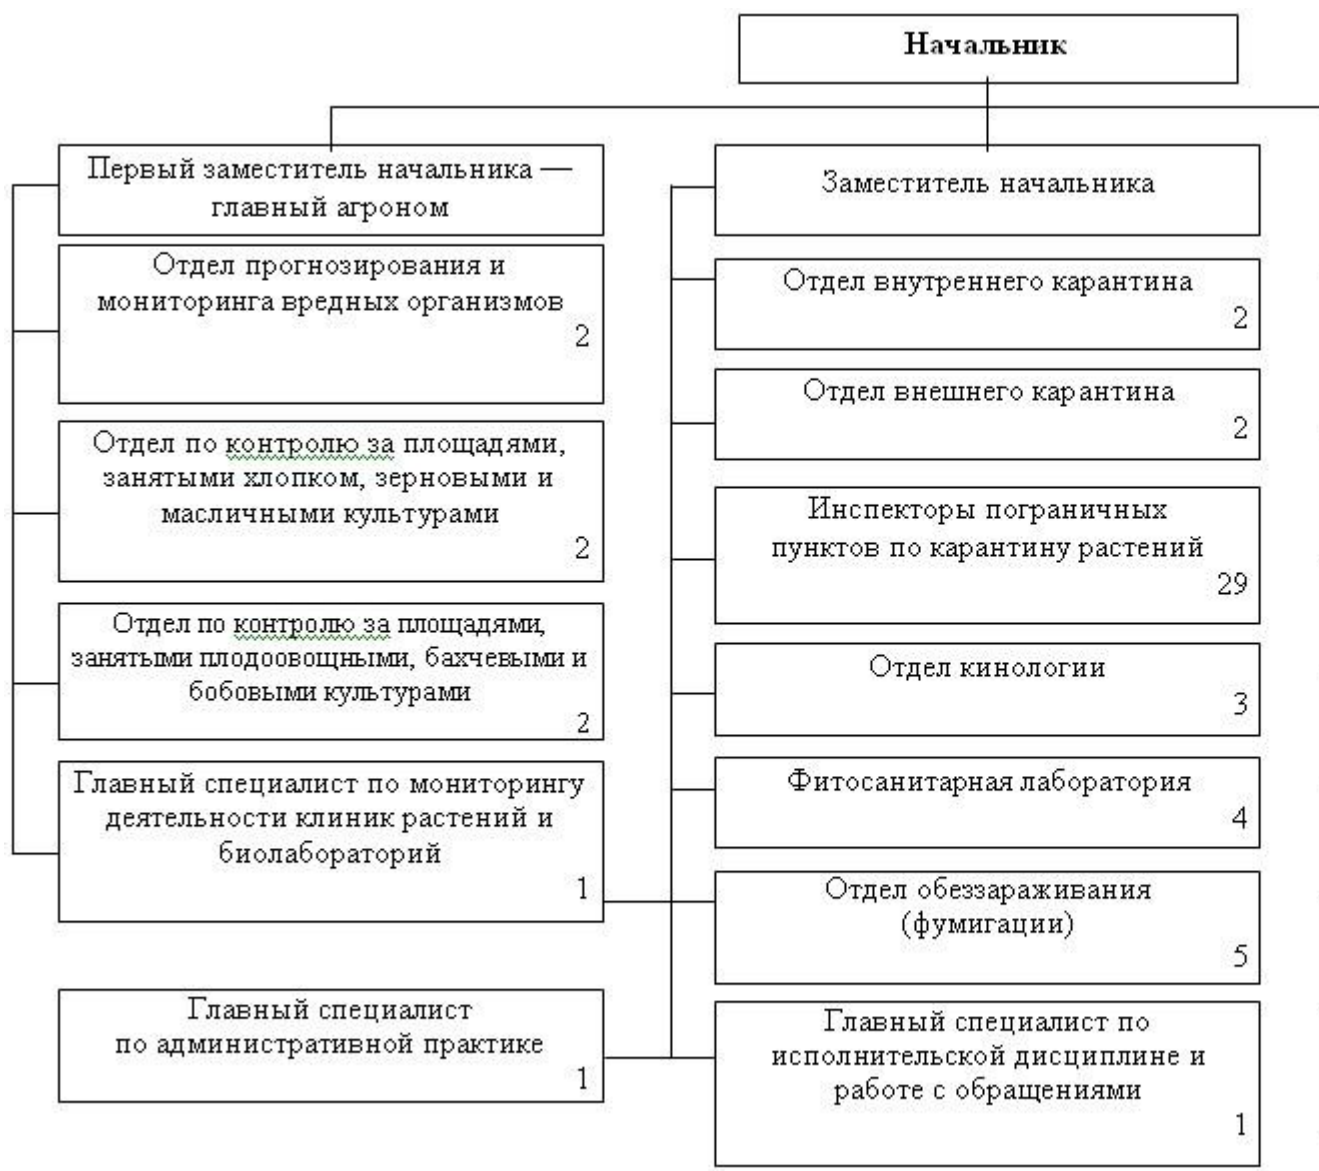 Начальник
Первый заместитель начальника —
главный агроном
Отдел прогнозирования и
мониторинга вредных организмов
2
Отдел по контролю за площадями,
занятыми хлопком, зерновыми и
масличными культурами
2
Отдел по контролю за площадями,
занятыми плодоовощными, бахчевыми и
бобовыми культурами
2
Главный специалист по мониторингу
деятельности клиник растений и
биолабораторий
1
Главный специалист
по административной практике
1
Заместитель начальника
Отдел внутреннего карантина
2
Отдел внешнего карантина
2
Инспекторы пограничных
пунктов по карантину растений
29
Отдел кинологии
3
Фитосанитарная лаборатория
4
Отдел обеззараживания
(фумигации)
5
Главный специалист по
исполнительской дисциплине и
работе с обращениями
1